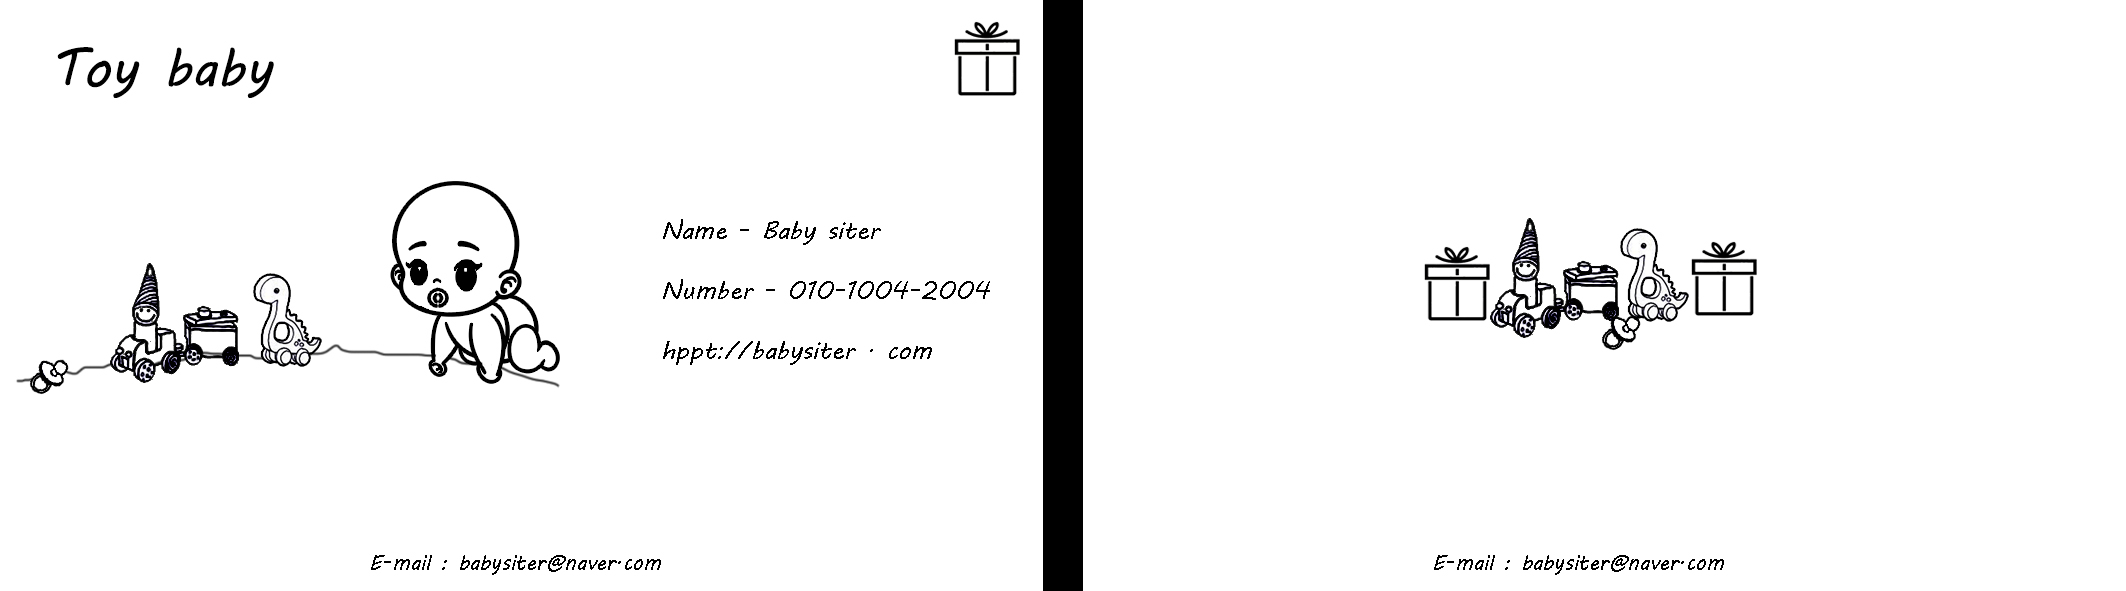 Toy baby
Name - Baby siter
Number - 010-1004-2004
hppt://babysiter · com
E-mail : babysiter@naver·com
E-mail : babysiter@naver·com